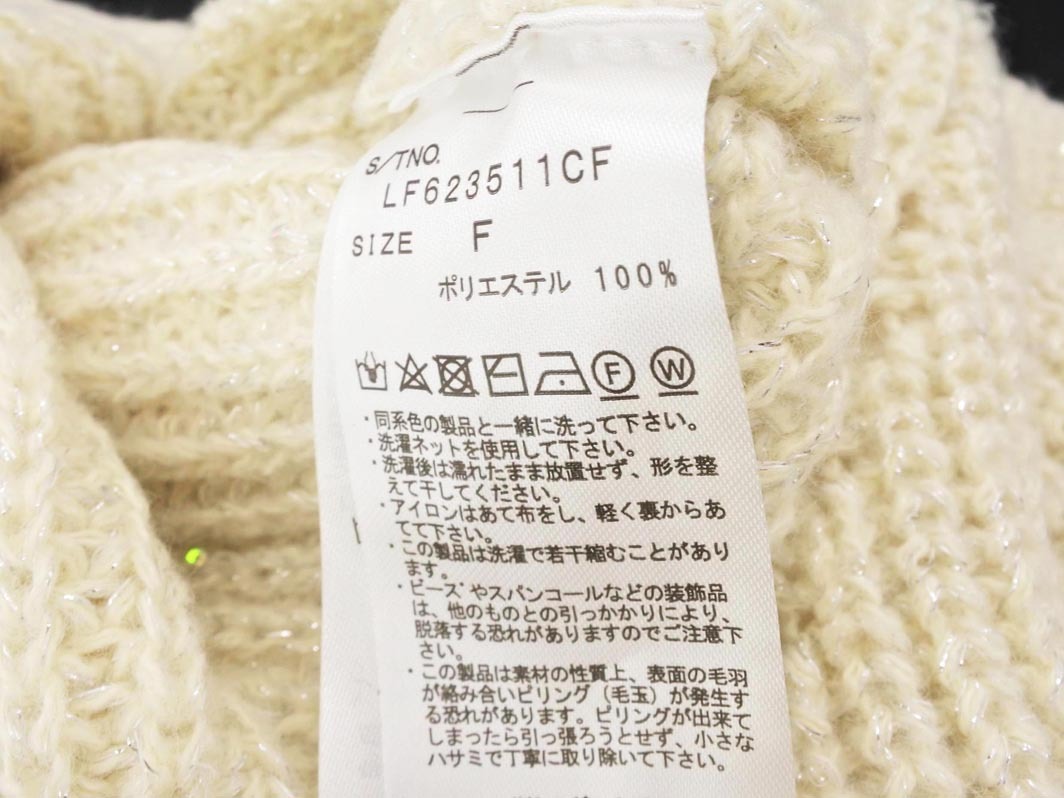 S/TNO.
LF623511CF
SIZE F
ポリエステル 100%
F W
・同系色の製品と一緒に洗って下さい。
・洗濯ネットを使用して下さい。
・洗濯後は濡れたまま放置せず、形を整
えて干してください。
・アイロンはあて布をし、軽く裏からあ
てて下さい。
・この製品は洗濯で若干縮むことがあり
ます。
・ビーズやスパンコールなどの装飾品
は、他のものとの引っかかりにより、
脱落する恐れがありますのでご注意下
さい。
・この製品は素材の性質上、表面の毛羽
が絡み合いピリング（毛玉）が発生す
る恐れがあります。ピリングが出来て
しまったら引っ張ろうとせず、小さな
ハサミで丁寧に取り除いて下さい。